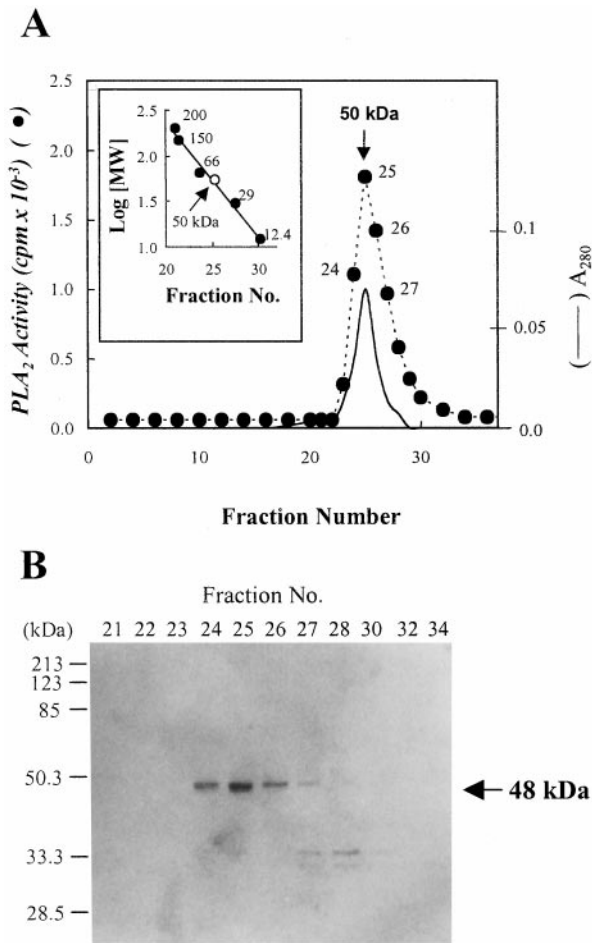 A
PLA₂ Activity (cpm x 10⁻³) ( ● )
2.5
2.0
1.5
1.0
0.5
0.0
0 10 20 30
Fraction Number
0.1
0.05
0.0
( —— ) A₂₈₀
50 kDa
25
26
24
27
Log [MW]
2.5
2.0
1.5
1.0
200
150
66
29
12.4
50 kDa
20 25 30
Fraction No.
B
Fraction No.
(kDa) 21 22 23 24 25 26 27 28 30 32 34
213
123
85
50.3
33.3
28.5
48 kDa